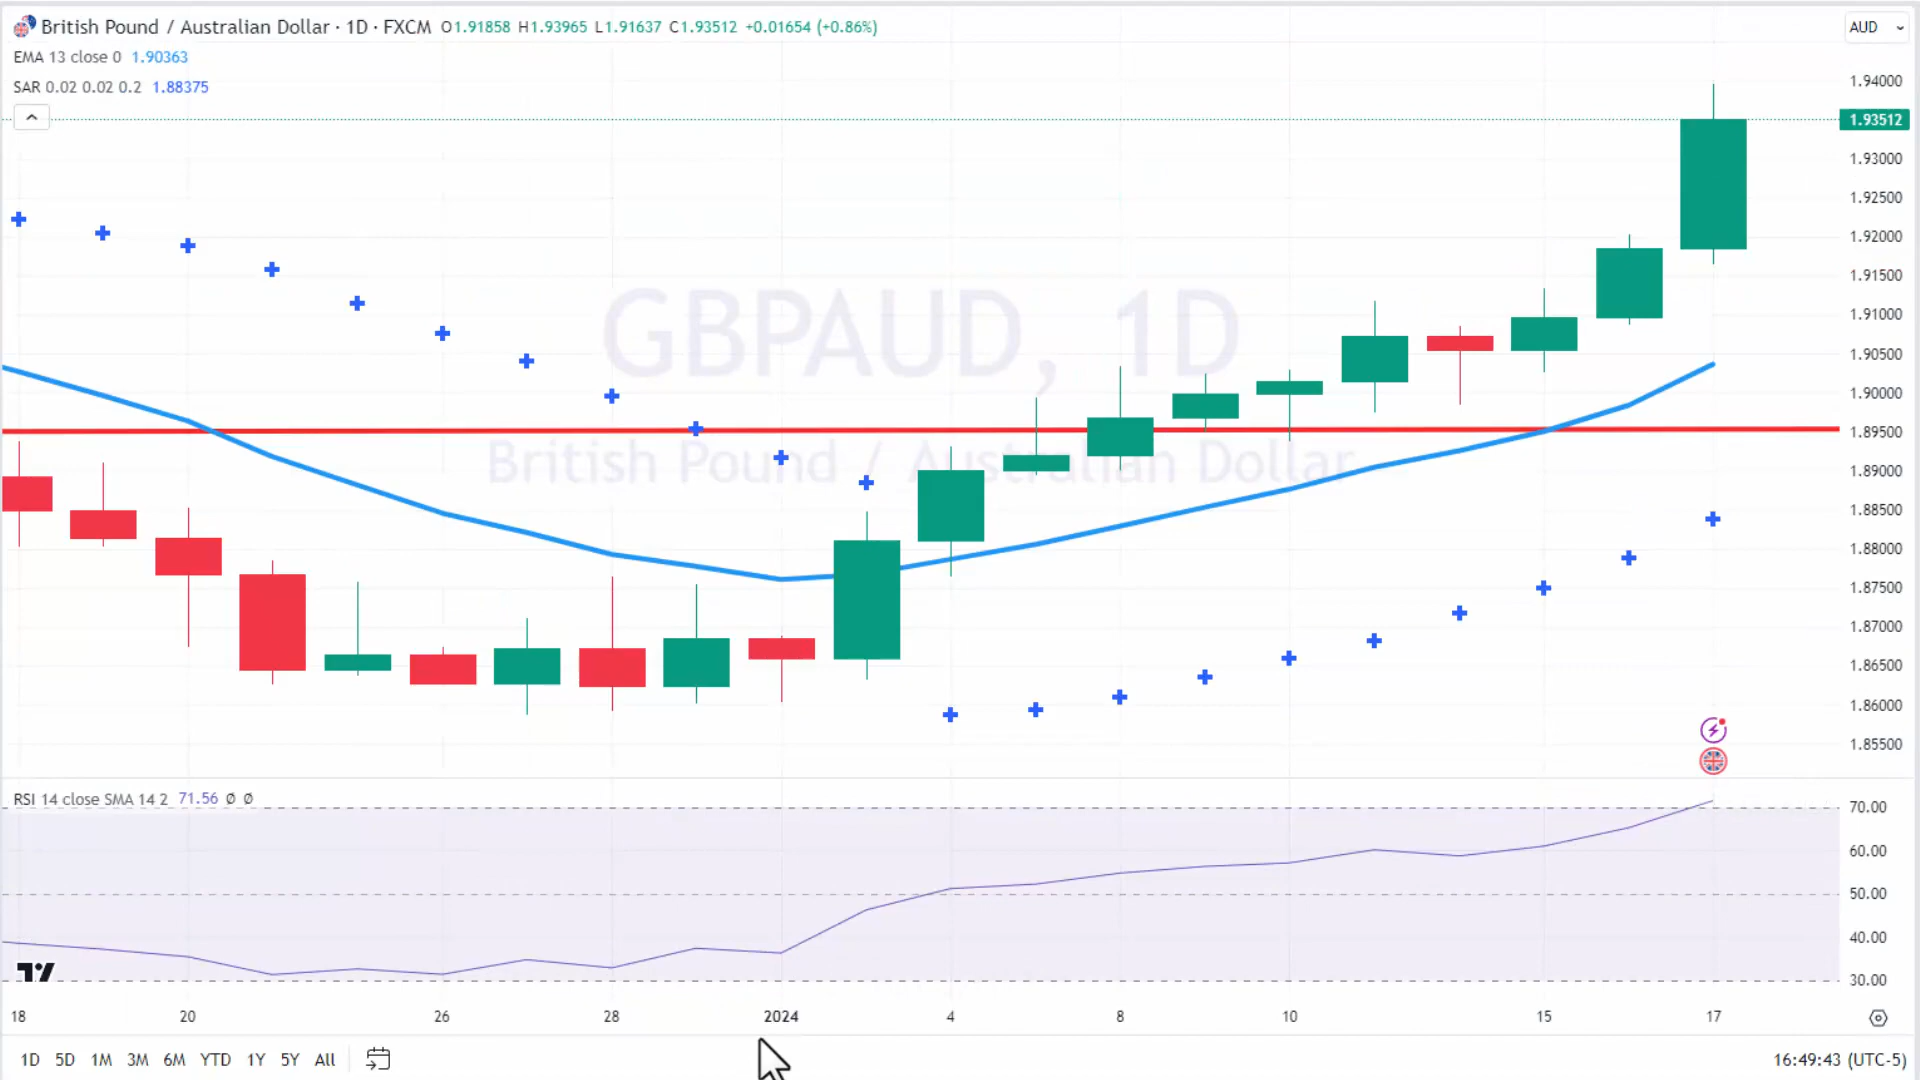 British Pound / Australian Dollar · 1D · FXCM O1.91858 H1.93965 L1.91637 C1.93512 +0.01654 (+0.86%)
AUD
EMA 13 close 0 1.90363
SAR 0.02 0.02 0.2 1.88375
1.94000
1.93512
1.93000
1.92500
1.92000
1.91500
1.91000
1.90500
1.90000
1.89500
1.89000
1.88500
1.88000
1.87500
1.87000
1.86500
1.86000
1.85500
GBPAUD, 1D
British Pound / Australian Dollar
RSI 14 close SMA 14 2 71.56 Ø Ø
70.00
60.00
50.00
40.00
30.00
18 20 26 28 2024 4 8 10 15 17
1D 5D 1M 3M 6M YTD 1Y 5Y All
16:49:43 (UTC-5)